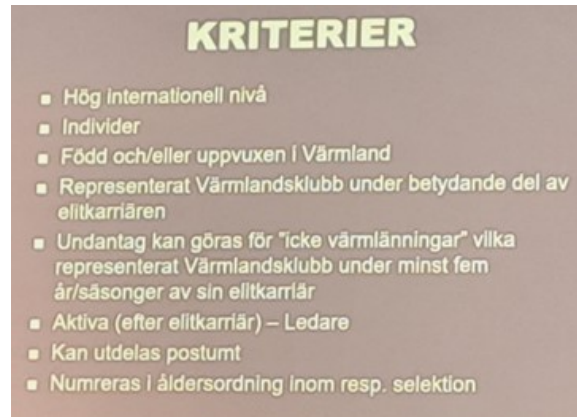 KRITERIER
▪ Hög internationell nivå
▪ Individer
▪ Född och/eller uppvuxen i Värmland
▪ Representerat Värmlandsklubb under betydande del av
elitkarriären
▪ Undantag kan göras för "icke värmlänningar" vilka
representerat Värmlandsklubb under minst fem
år/säsonger av sin elitkarriär
▪ Aktiva (efter elitkarriär) – Ledare
▪ Kan utdelas postumt
▪ Numreras i åldersordning inom resp. selektion